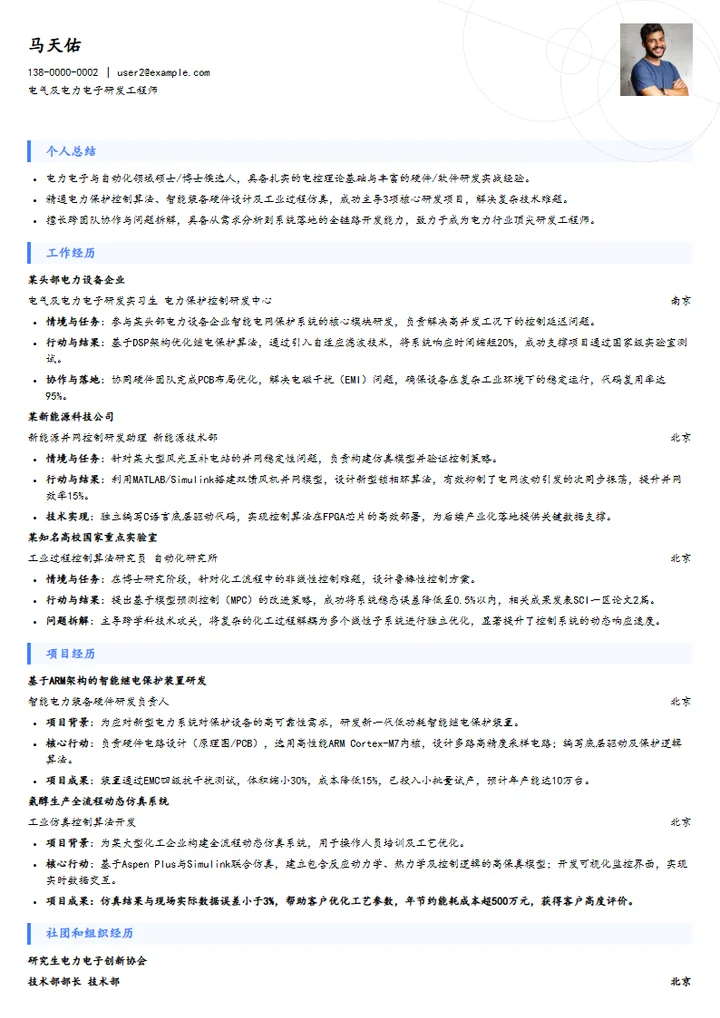 马天佑
138-0000-0002 | user2@example.com
电气及电力电子研发工程师
个人总结
• 电力电子与自动化领域硕士/博士候选人，具备扎实的电控理论基础与丰富的硬件/软件研发实战经验。
• 精通电力保护控制算法、智能装备硬件设计及工业过程仿真，成功主导3项核心研发项目，解决复杂技术难题。
• 擅长跨团队协作与问题拆解，具备从需求分析到系统落地的全链路开发能力，致力于成为电力行业顶尖研发工程师。
工作经历
某头部电力设备企业
电气及电力电子研发实习生 电力保护控制研发中心 南京
• 情境与任务：参与某头部电力设备企业智能电网保护系统的核心模块研发，负责解决高并发工况下的控制延迟问题。
• 行动与结果：基于DSP架构优化继电保护算法，通过引入自适应滤波技术，将系统响应时间缩短20%，成功支撑项目通过国家级实验室测
试。
• 协作与落地：协同硬件团队完成PCB布局优化，解决电磁干扰（EMI）问题，确保设备在复杂工业环境下的稳定运行，代码复用率达
95%。
某新能源科技公司
新能源并网控制研发助理 新能源技术部 北京
• 情境与任务：针对某大型风光互补电站的并网稳定性问题，负责构建仿真模型并验证控制策略。
• 行动与结果：利用MATLAB/Simulink搭建双馈风机并网模型，设计新型锁相环算法，有效抑制了电网波动引发的次同步振荡，提升并网
效率15%。
• 技术实现：独立编写C语言底层驱动代码，实现控制算法在FPGA芯片的高效部署，为后续产业化落地提供关键数据支撑。
某知名高校国家重点实验室
工业过程控制算法研究员 自动化研究所 北京
• 情境与任务：在博士研究阶段，针对化工流程中的非线性控制难题，设计鲁棒性控制方案。
• 行动与结果：提出基于模型预测控制（MPC）的改进策略，成功将系统稳态误差降低至0.5%以内，相关成果发表SCI一区论文2篇。
• 问题拆解：主导跨学科技术攻关，将复杂的化工过程解耦为多个线性子系统进行独立优化，显著提升了控制系统的动态响应速度。
项目经历
基于ARM架构的智能继电保护装置研发
智能电力装备硬件研发负责人 北京
• 项目背景：为应对新型电力系统对保护设备的高可靠性需求，研发新一代低功耗智能继电保护装置。
• 核心行动：负责硬件电路设计（原理图/PCB），选用高性能ARM Cortex-M7内核，设计多路高精度采样电路；编写底层驱动及保护逻辑
算法。
• 项目成果：装置通过EMC四级抗干扰测试，体积缩小30%，成本降低15%，已投入小批量试产，预计年产能达10万台。
氨醇生产全流程动态仿真系统
工业仿真控制算法开发 北京
• 项目背景：为某大型化工企业构建全流程动态仿真系统，用于操作人员培训及工艺优化。
• 核心行动：基于Aspen Plus与Simulink联合仿真，建立包含反应动力学、热力学及控制逻辑的高保真模型；开发可视化监控界面，实现
实时数据交互。
• 项目成果：仿真结果与现场实际数据误差小于3%，帮助客户优化工艺参数，年节约能耗成本超500万元，获得客户高度评价。
社团和组织经历
研究生电力电子创新协会
技术部部长 技术部 北京